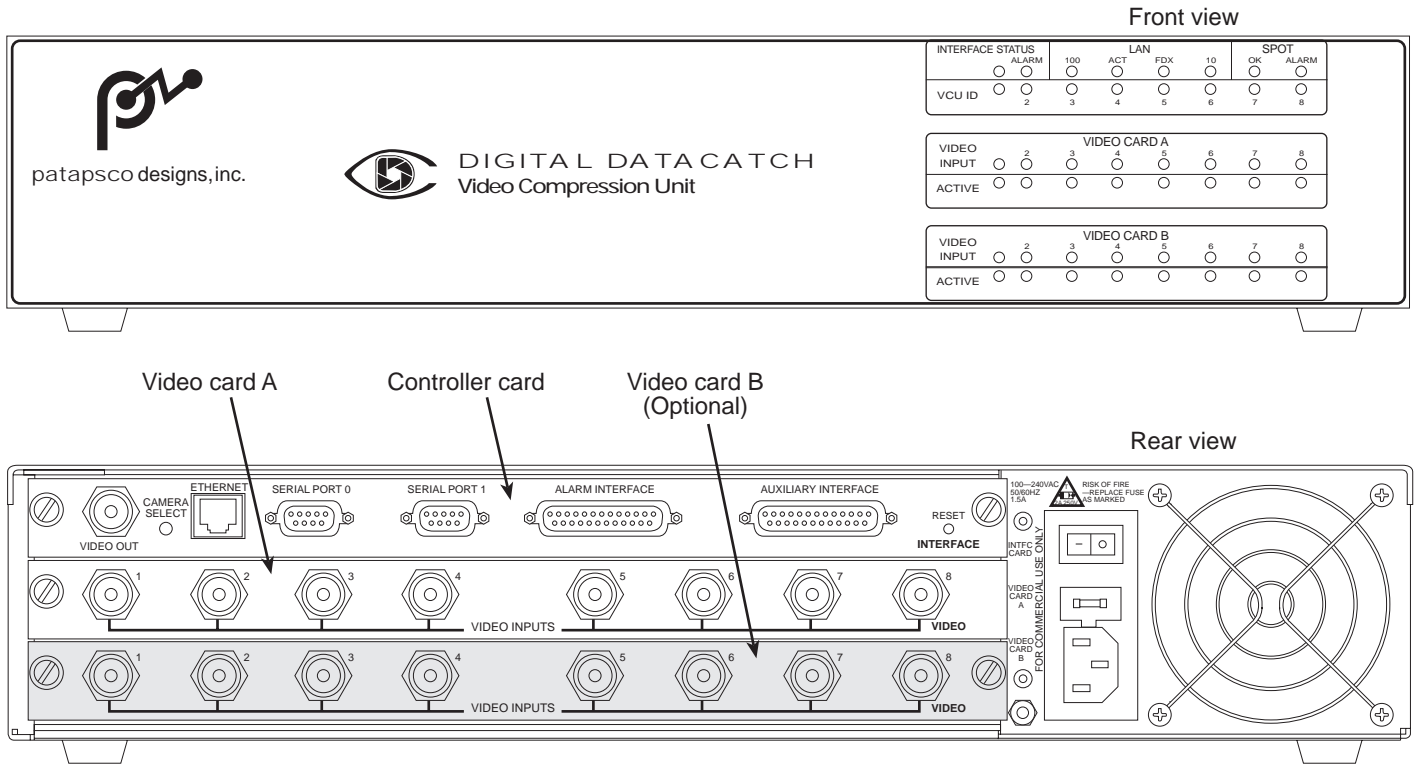 Front view
INTERFACE STATUS LAN SPOT
ALARM 100 ACT FDX 10 OK ALARM
VCU ID
2 3 4 5 6 7 8
VIDEO CARD A
VIDEO INPUT
2 3 4 5 6 7 8
ACTIVE
VIDEO CARD B
VIDEO INPUT
2 3 4 5 6 7 8
ACTIVE
patapsco designs, inc.
DIGITAL DATACATCH
Video Compression Unit
Video card A
Controller card
Video card B
(Optional)
Rear view
VIDEO OUT
CAMERA
SELECT
ETHERNET
SERIAL PORT 0
SERIAL PORT 1
ALARM INTERFACE
AUXILIARY INTERFACE
RESET
INTERFACE
1 2 3 4 5 6 7 8
VIDEO INPUTS
VIDEO
1 2 3 4 5 6 7 8
VIDEO INPUTS
VIDEO
100—240VAC
50/60HZ
1.5A
RISK OF FIRE
—REPLACE FUSE
AS MARKED
INTFC
CARD
VIDEO
CARD
A
VIDEO
CARD
B
FOR COMMERCIAL USE ONLY